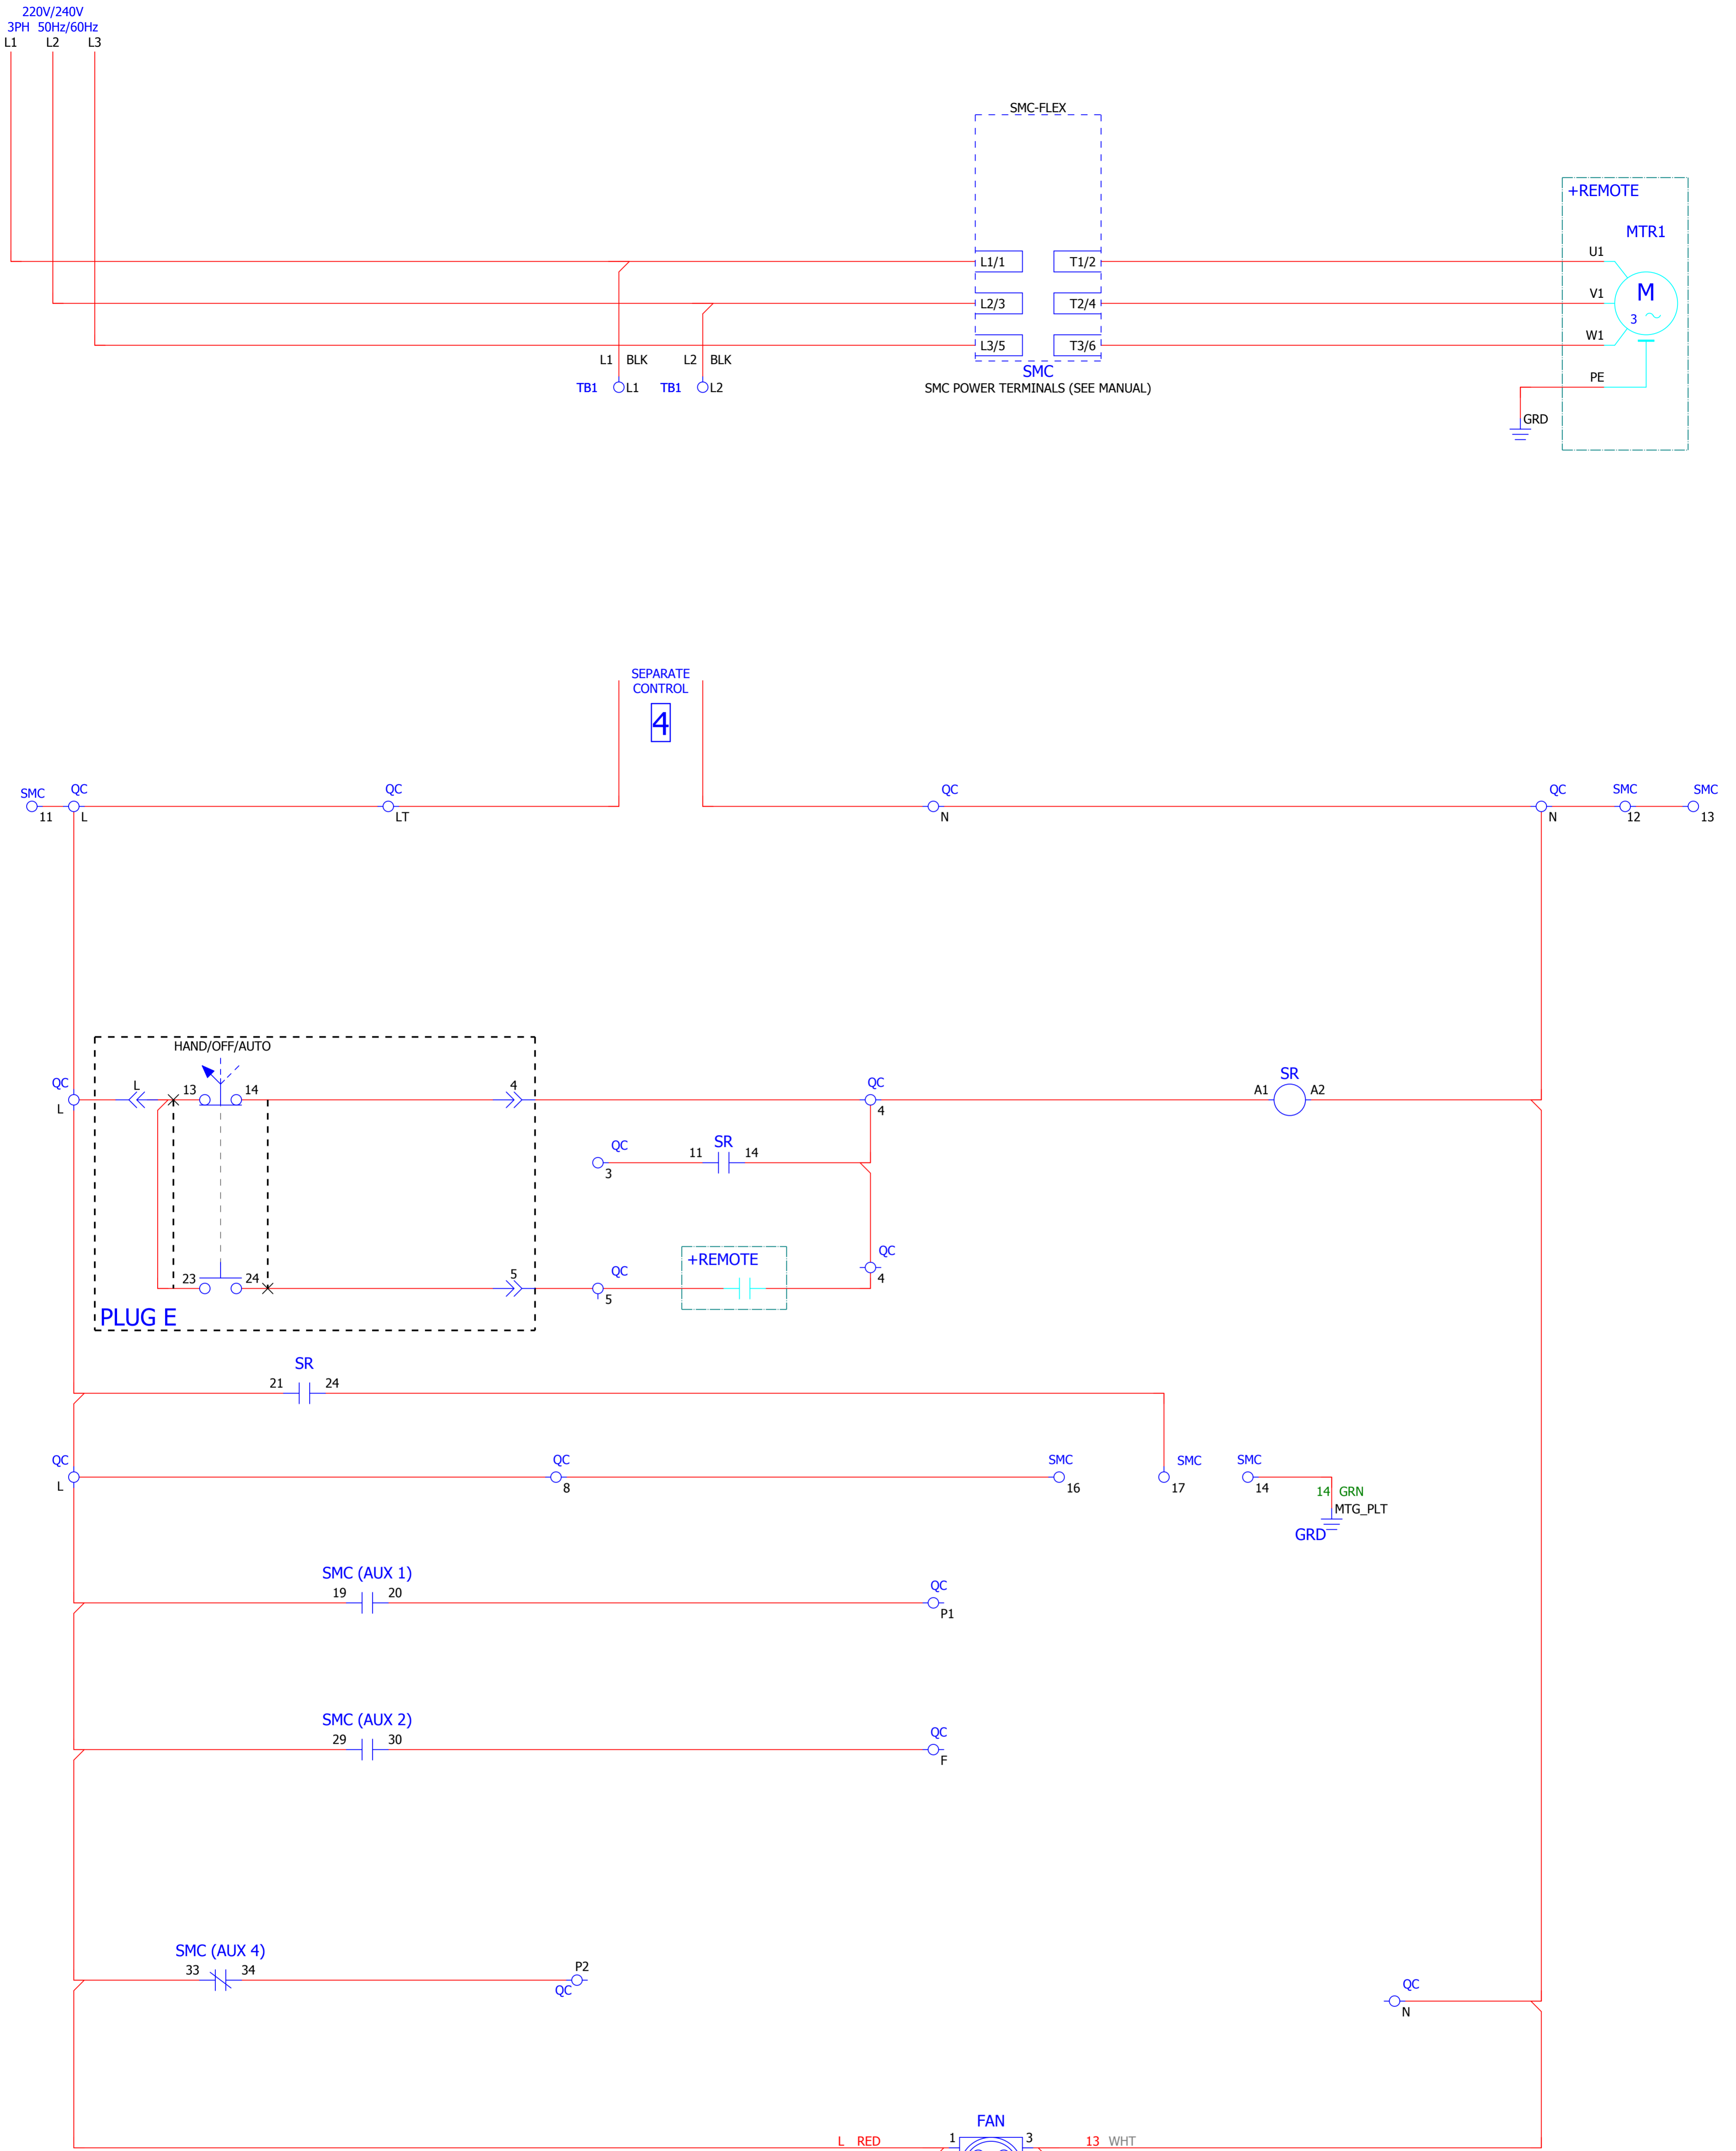 220V/240V
3PH 50Hz/60Hz
L1 L2 L3
SMC-FLEX
+REMOTE
MTR1
L1/1 T1/2 U1
L2/3 T2/4 V1 M
3
L3/5 T3/6 W1
L1 BLK L2 BLK
SMC
TB1 L1 TB1 L2
SMC POWER TERMINALS (SEE MANUAL)
PE
GRD
SEPARATE
CONTROL
4
SMC QC QC QC QC SMC SMC
11 L LT N N 12 13
HAND/OFF/AUTO
QC L 13 14 4 QC SR
A1 A2
L 4
QC SR
11 14
3
QC
+REMOTE
23 24 5 QC 4
5
PLUG E
SR
21 24
QC QC SMC SMC SMC
L 8 16 17 14
14 GRN
MTG_PLT
GRD
SMC (AUX 1)
19 20 QC
P1
SMC (AUX 2)
29 30 QC
F
SMC (AUX 4)
33 34 P2
QC QC
N
FAN
L RED 1 3 13 WHT